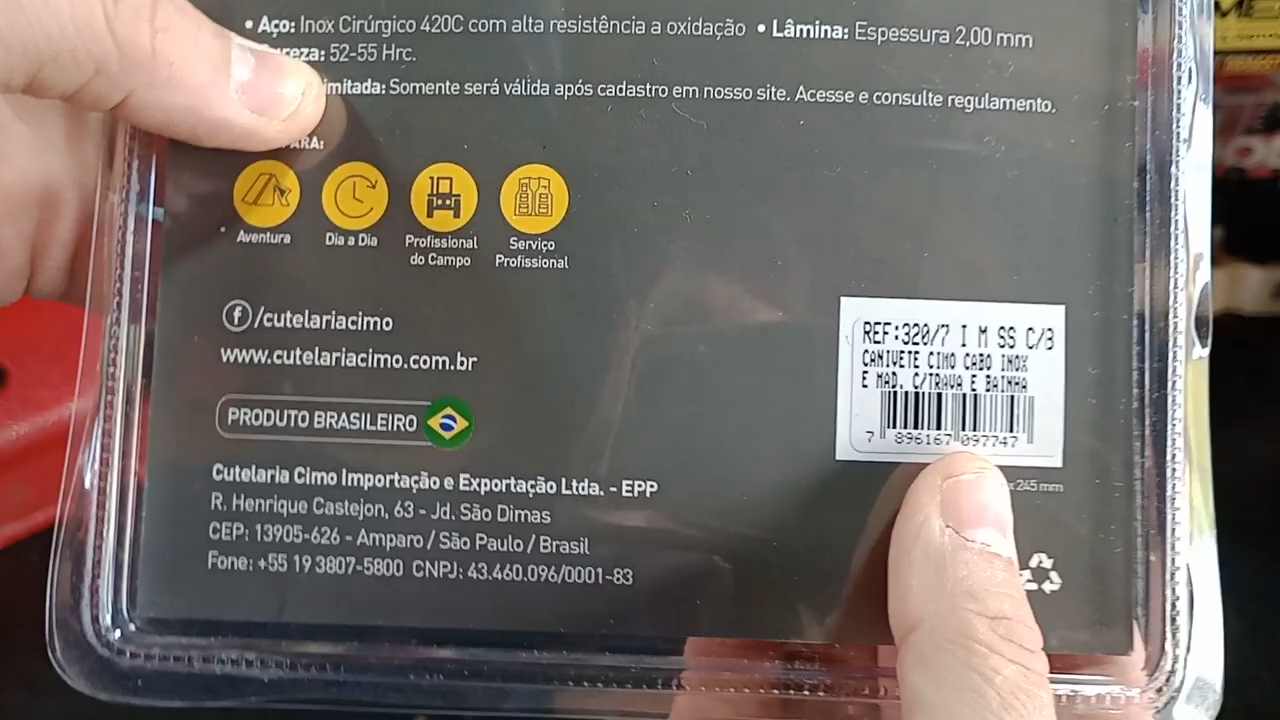 • Aço: Inox Cirúrgico 420C com alta resistência a oxidação • Lâmina: Espessura 2,00 mm
52-55 Hrc.
Somente será válida após cadastro em nosso site. Acesse e consulte regulamento.
Aventura
Dia a Dia
Profissional
do Campo
Serviço
Profissional
/cutelariacimo
www.cutelariacimo.com.br
PRODUTO BRASILEIRO
Cutelaria Cimo Importação e Exportação Ltda. - EPP
R. Henrique Castejon, 63 - Jd. São Dimas
CEP: 13905-626 - Amparo / São Paulo / Brasil
Fone: +55 19 3807-5800 CNPJ: 43.460.096/0001-83
REF:320/7 I M SS C/3
CANIVETE CIMO CABO INOX
E MAD. C/TRAVA E BAINHA
7 896167 097747
x 245 mm